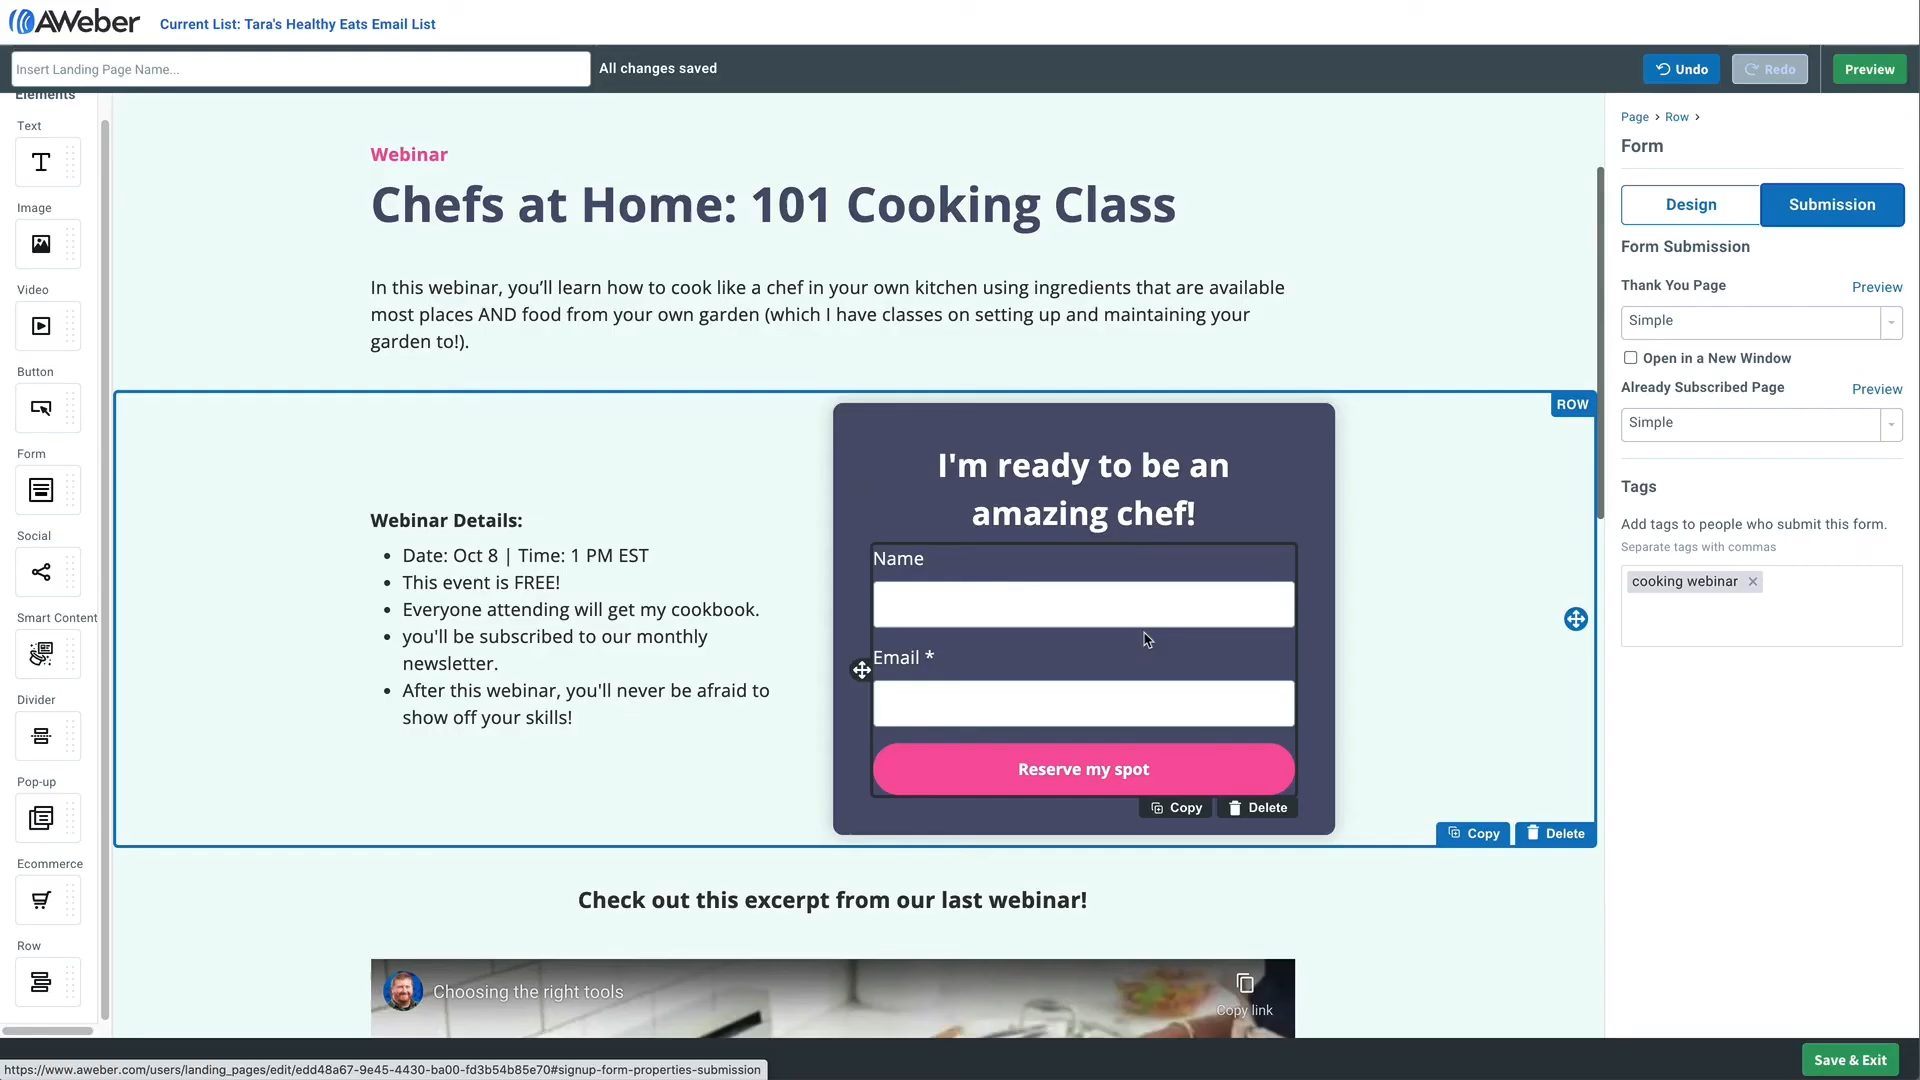 AWeber
Current List: Tara's Healthy Eats Email List
Insert Landing Page Name...
All changes saved
Undo
Redo
Preview
Elements
Text
Image
Video
Button
Form
Social
Smart Content
Divider
Pop-up
Ecommerce
Row
Webinar
Chefs at Home: 101 Cooking Class
In this webinar, you’ll learn how to cook like a chef in your own kitchen using ingredients that are available
most places AND food from your own garden (which I have classes on setting up and maintaining your
garden to!).
ROW
Webinar Details:
• Date: Oct 8 | Time: 1 PM EST
• This event is FREE!
• Everyone attending will get my cookbook.
• you'll be subscribed to our monthly
newsletter.
• After this webinar, you'll never be afraid to
show off your skills!
I'm ready to be an
amazing chef!
Name
Email *
Reserve my spot
Copy
Delete
Copy
Delete
Check out this excerpt from our last webinar!
Choosing the right tools
Copy link
Page > Row >
Form
Design
Submission
Form Submission
Thank You Page
Preview
Simple
Open in a New Window
Already Subscribed Page
Preview
Simple
Tags
Add tags to people who submit this form.
Separate tags with commas
cooking webinar ×
https://www.aweber.com/users/landing_pages/edit/edd48a67-9e45-4430-ba00-fd3b54b85e70#signup-form-properties-submission
Save & Exit